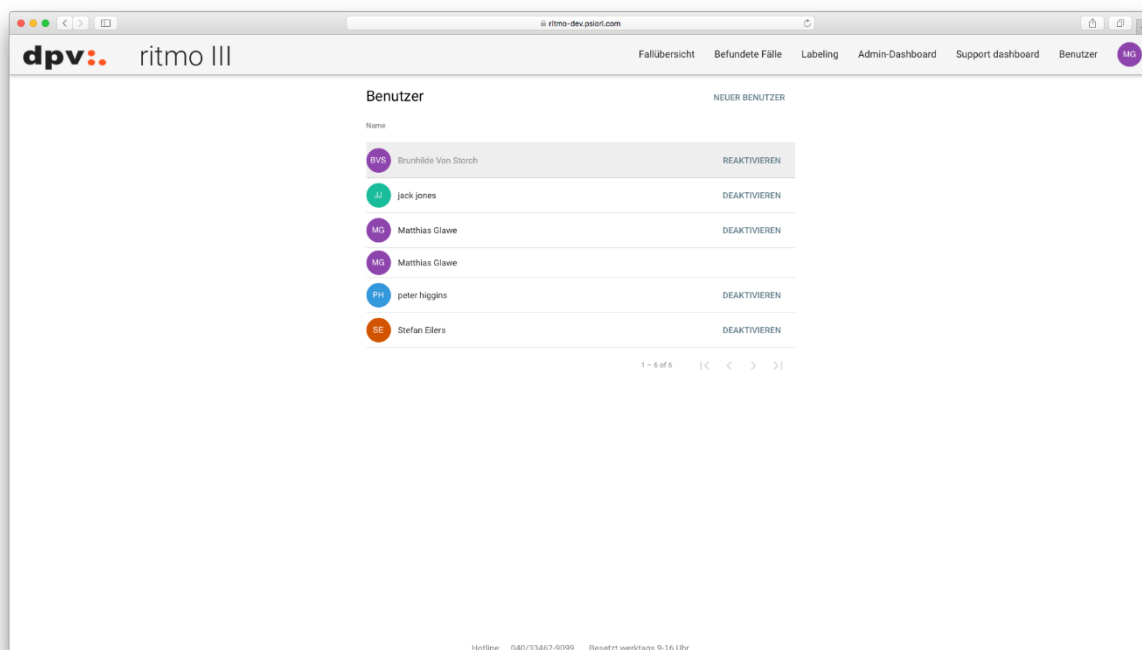 ritmo-dev.psiori.com
dpv ritmo III Fallübersicht Befundete Fälle Labeling Admin-Dashboard Support dashboard Benutzer MG
Benutzer NEUER BENUTZER
Name
BVS Brunhilde Von Storch REAKTIVIEREN
JJ jack jones DEAKTIVIEREN
MG Matthias Glawe DEAKTIVIEREN
MG Matthias Glawe
PH peter higgins DEAKTIVIEREN
SE Stefan Eilers DEAKTIVIEREN
1 – 6 of 6
Hotline: 040/33462-9099 Besetzt werktags 9-16 Uhr